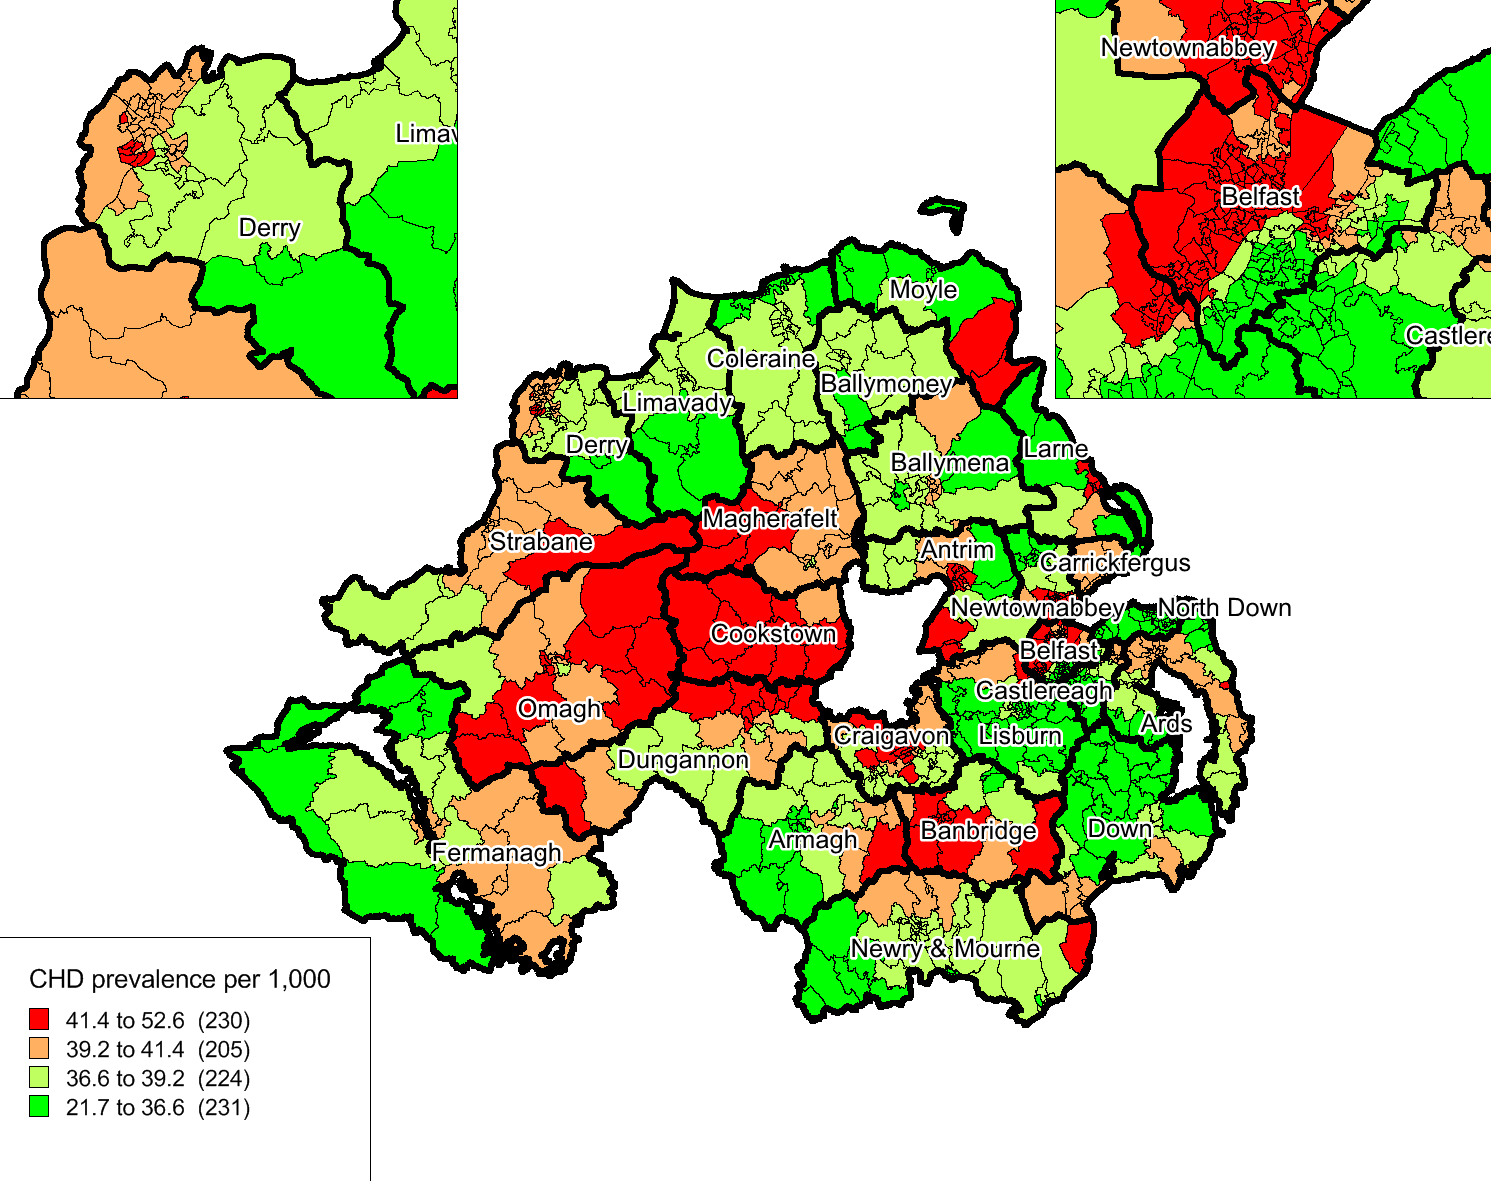 Limav
Derry
Newtownabbey
Belfast
Castlere
Moyle
Coleraine
Ballymoney
Limavady
Derry
Ballymena
Larne
Magherafelt
Strabane
Antrim
Carrickfergus
Newtownabbey
North Down
Cookstown
Belfast
Castlereagh
Omagh
Ards
Craigavon
Lisburn
Dungannon
Armagh
Banbridge
Down
Fermanagh
Newry & Mourne
CHD prevalence per 1,000
41.4 to 52.6 (230)
39.2 to 41.4 (205)
36.6 to 39.2 (224)
21.7 to 36.6 (231)